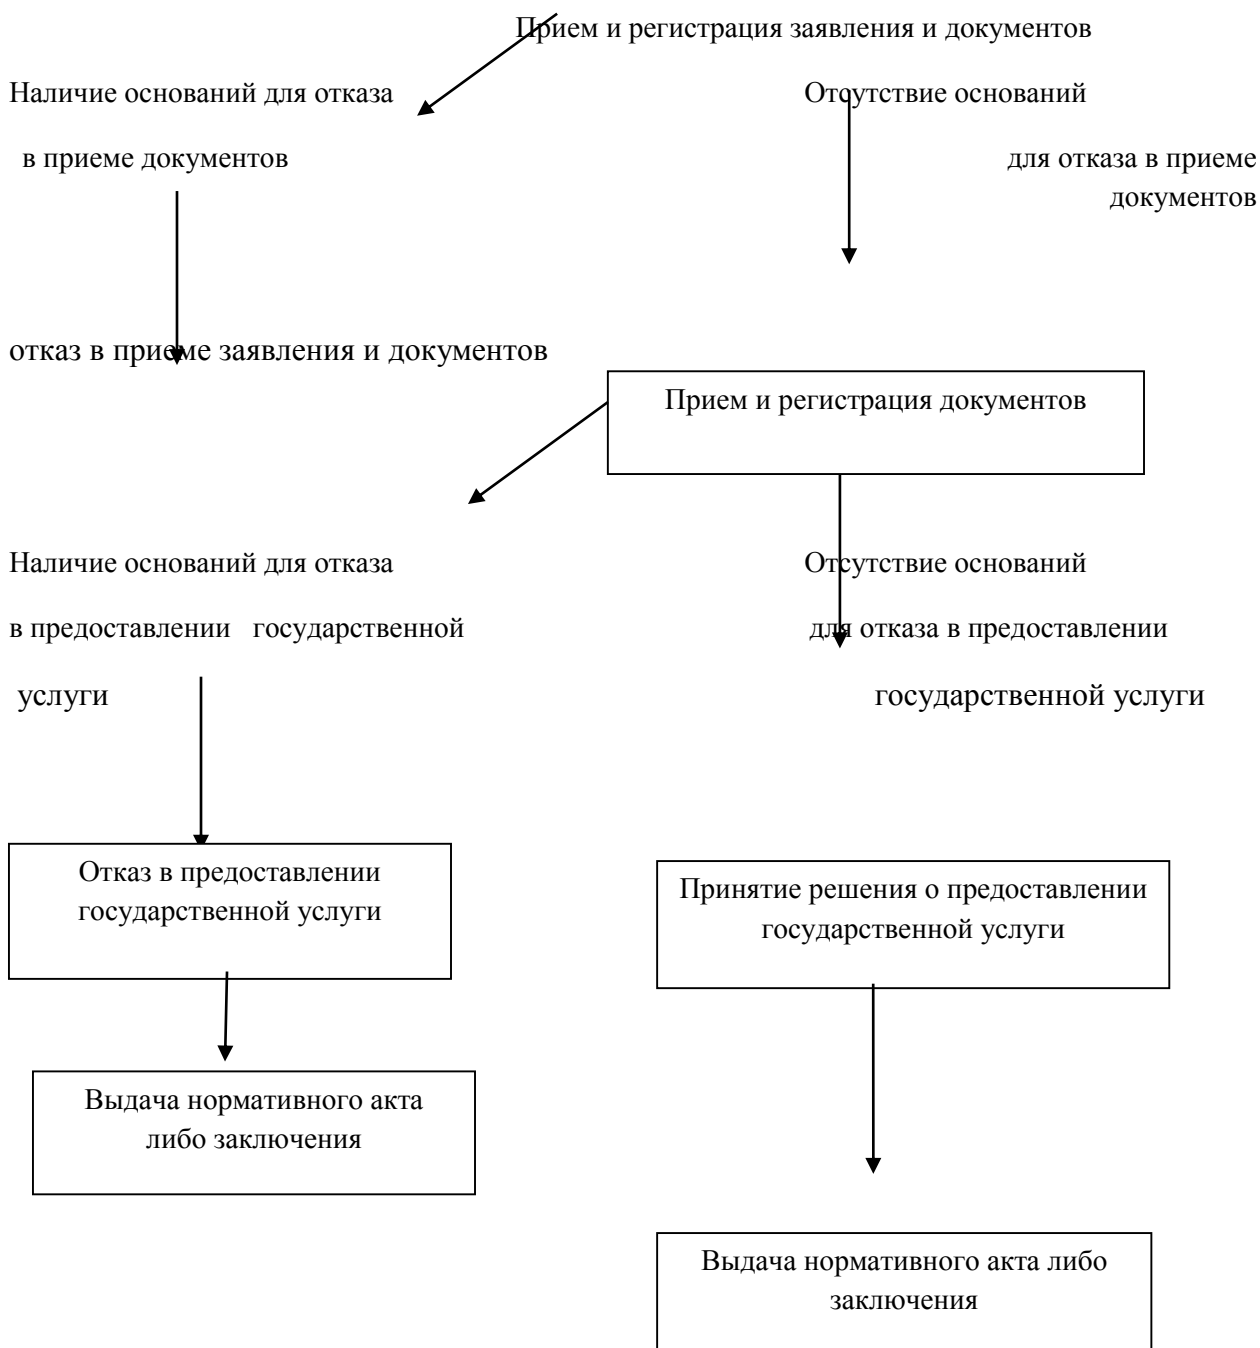 Прием и регистрация заявления и документов
Наличие оснований для отказа
Отсутствие оснований
в приеме документов
для отказа в приеме
документов
отказ в приеме заявления и документов
Прием и регистрация документов
Наличие оснований для отказа
Отсутствие оснований
в предоставлении государственной
для отказа в предоставлении
услуги
государственной услуги
Отказ в предоставлении
государственной услуги
Принятие решения о предоставлении
государственной услуги
Выдача нормативного акта
либо заключения
Выдача нормативного акта либо
заключения